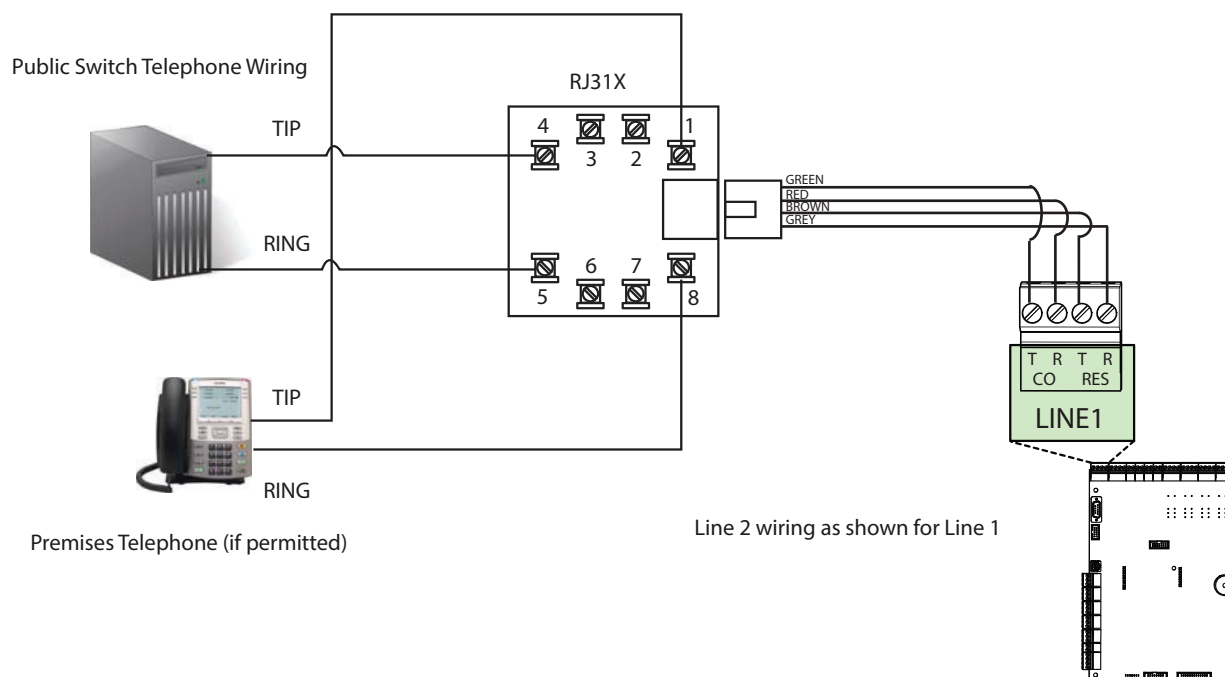 Public Switch Telephone Wiring
RJ31X
TIP
4
3
2
1
GREEN
RED
BROWN
GREY
RING
5
6
7
8
T R T R
CO RES
LINE1
TIP
RING
Premises Telephone (if permitted)
Line 2 wiring as shown for Line 1